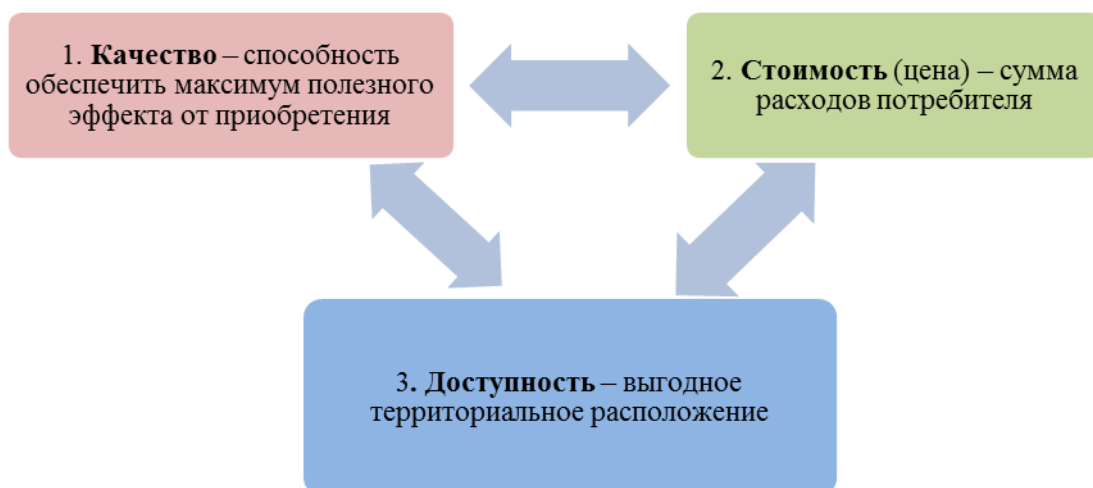 1. Качество – способность
обеспечить максимум полезного
эффекта от приобретения
2. Стоимость (цена) – сумма
расходов потребителя
3. Доступность – выгодное
территориальное расположение